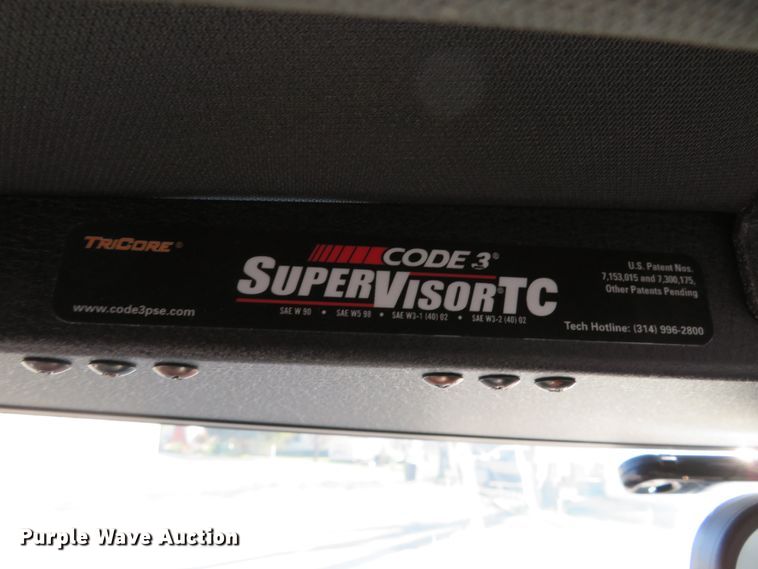 TRICORE®
CODE 3®
SUPERVISOR®TC
SAE W 90 • SAE W5 98 • SAE W3-1 (40) 02 • SAE W3-2 (40) 02
www.code3pse.com
U.S. Patent Nos.
7,153,015 and 7,300,175,
Other Patents Pending
Tech Hotline: (314) 996-2800
Purple Wave Auction